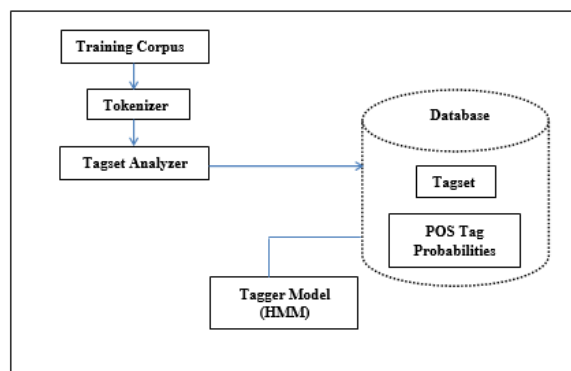 Training Corpus
Tokenizer
Tagset Analyzer
Database
Tagset
POS Tag
Probabilities
Tagger Model
(HMM)